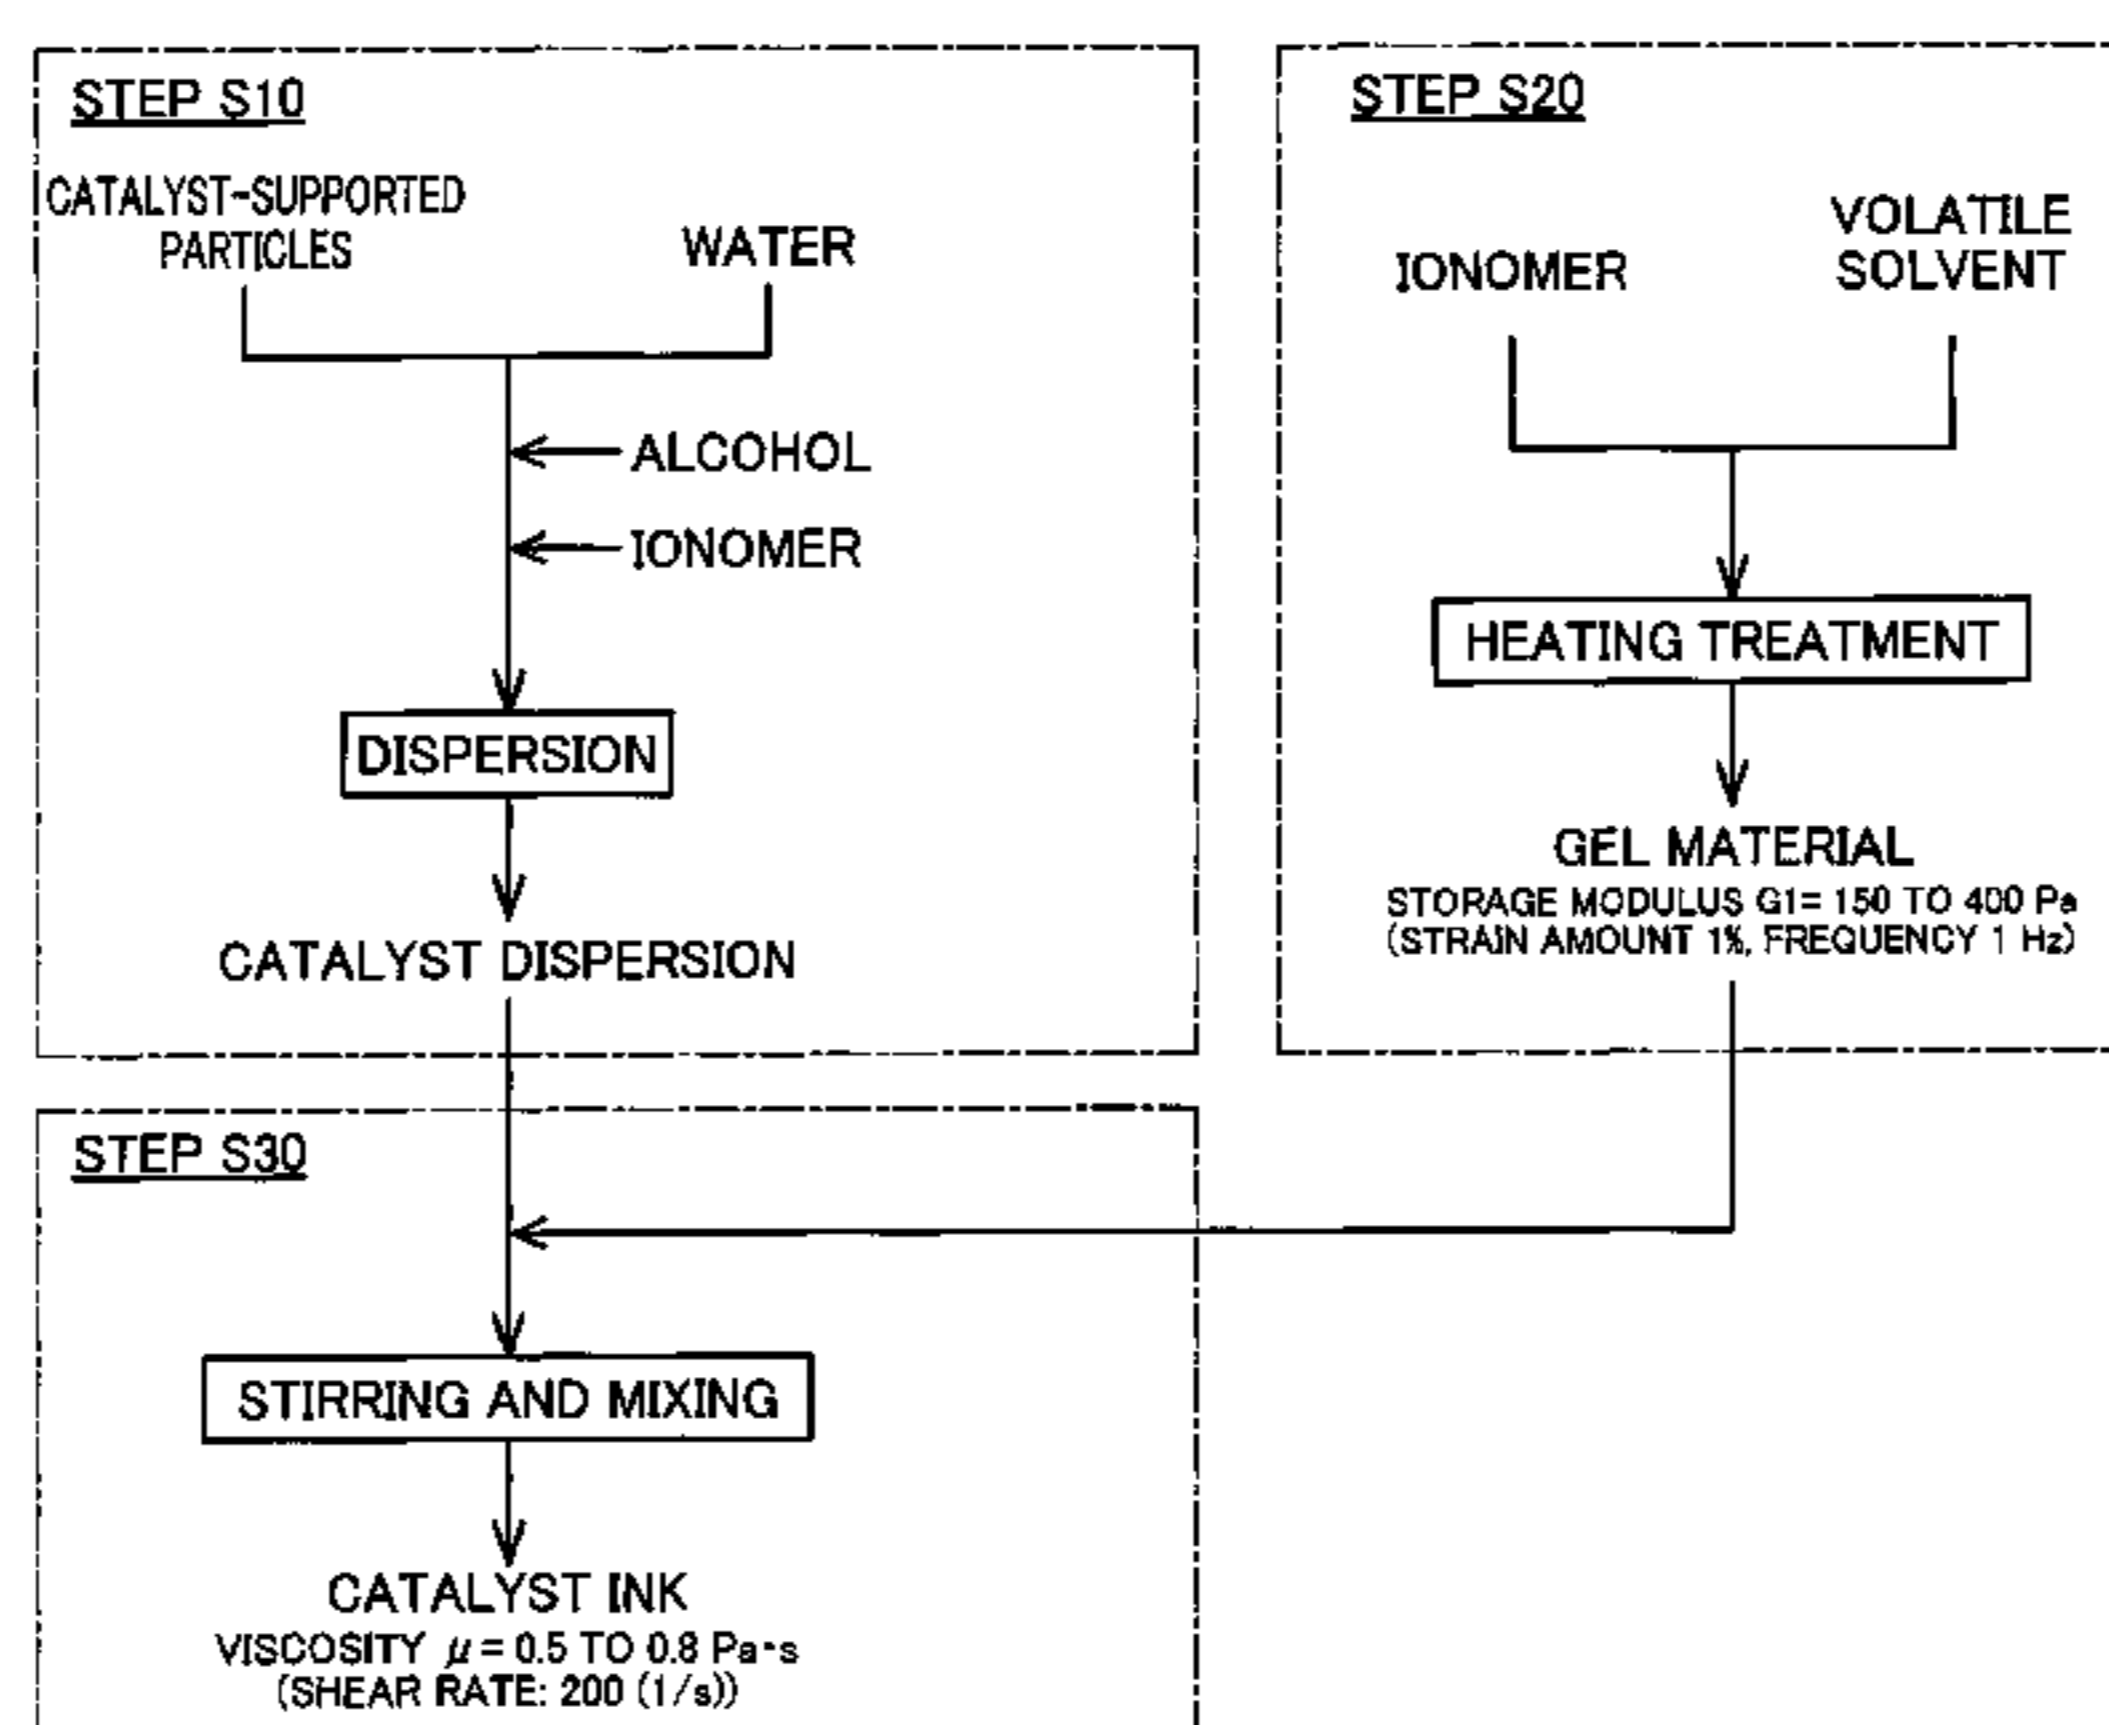 STEP S10
CATALYST-SUPPORTED
PARTICLES
WATER
ALCOHOL
IONOMER
DISPERSION
CATALYST DISPERSION
STEP S20
IONOMER
VOLATILE
SOLVENT
HEATING TREATMENT
GEL MATERIAL
STORAGE MODULUS G1= 150 TO 400 Pa
(STRAIN AMOUNT 1%, FREQUENCY 1 Hz)
STEP S30
STIRRING AND MIXING
CATALYST INK
VISCOSITY μ = 0.5 TO 0.8 Pa·s
(SHEAR RATE: 200 (1/s))